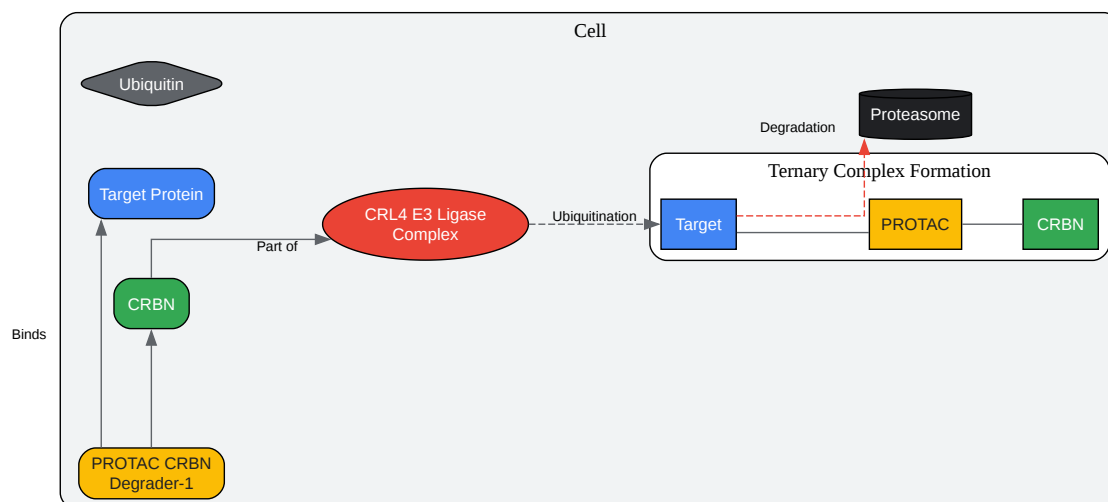 Cell
Ubiquitin
Proteasome
Degradation
Ternary Complex Formation
Target Protein
CRL4 E3 Ligase
Complex
Ubiquitination
Target
PROTAC
CRBN
Part of
CRBN
Binds
PROTAC CRBN
Degrader-1